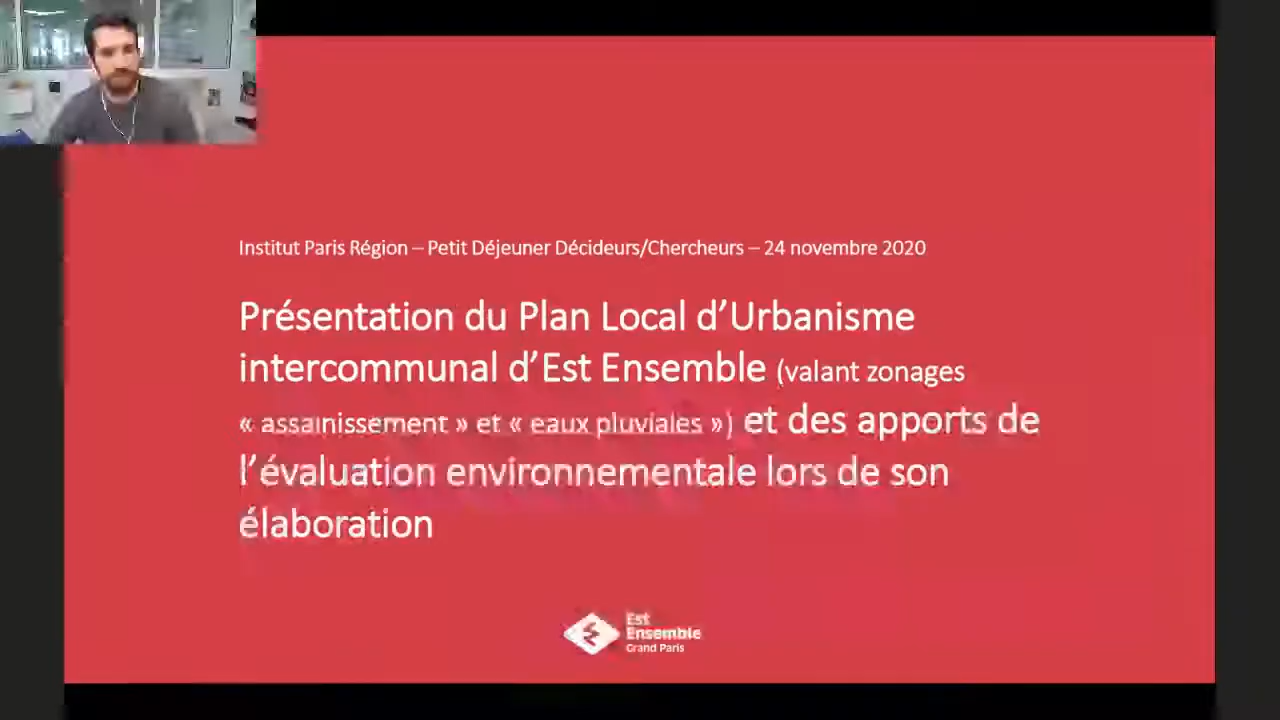 Institut Paris Région – Petit Déjeuner Décideurs/Chercheurs – 24 novembre 2020
Présentation du Plan Local d’Urbanisme
intercommunal d’Est Ensemble (valant zonages
« assainissement » et « eaux pluviales ») et des apports de
l’évaluation environnementale lors de son
élaboration
Est
Ensemble
Grand Paris